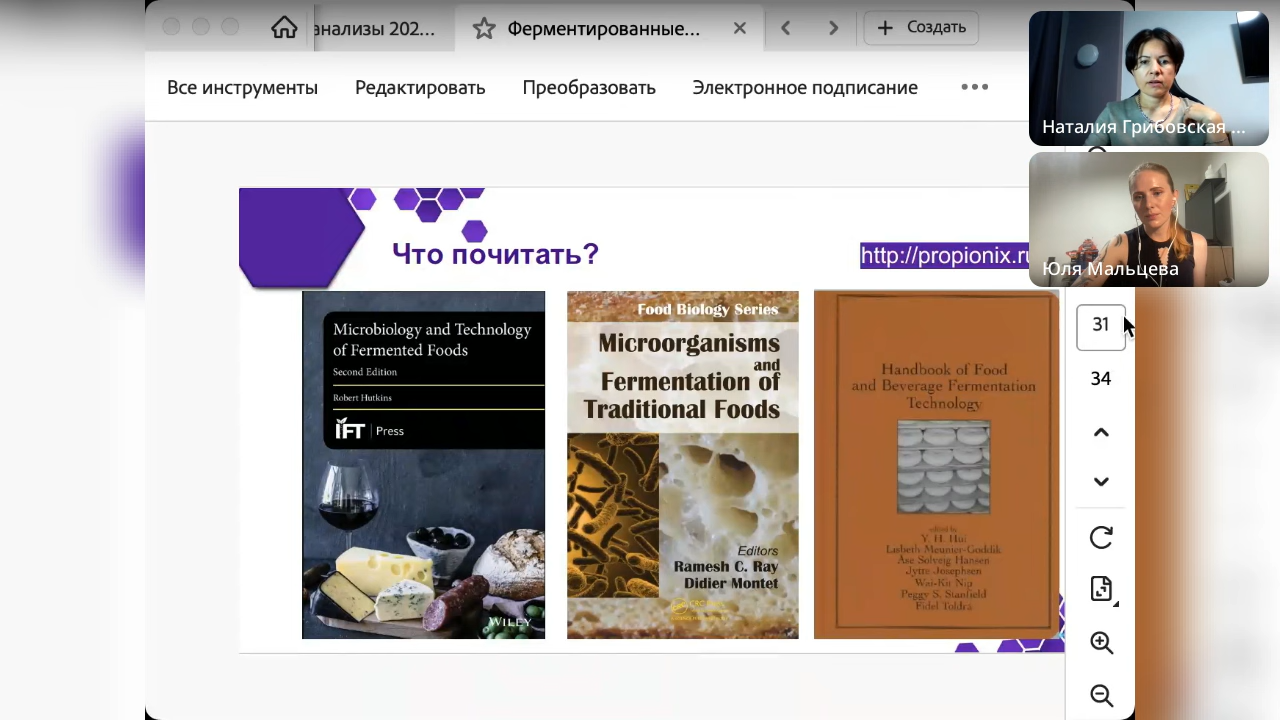 анализы 202...
Ферментированные...
Создать
Все инструменты
Редактировать
Преобразовать
Электронное подписание
Наталия Грибовская ...
Юля Мальцева
31
34
Что почитать?
http://propionix.ru
Microbiology and Technology
of Fermented Foods
Second Edition
Robert Hutkins
IFT Press
WILEY
Food Biology Series
Microorganisms
and
Fermentation of
Traditional Foods
Editors
Ramesh C. Ray
Didier Montet
Handbook of Food
and Beverage Fermentation
Technology
edited by
Y. H. Hui
Lisbeth Meunier-Goddik
Åse Solvejg Hansen
Jytte Josephsen
Wai-Kit Nip
Peggy S. Stanfield
Fidel Toldrá